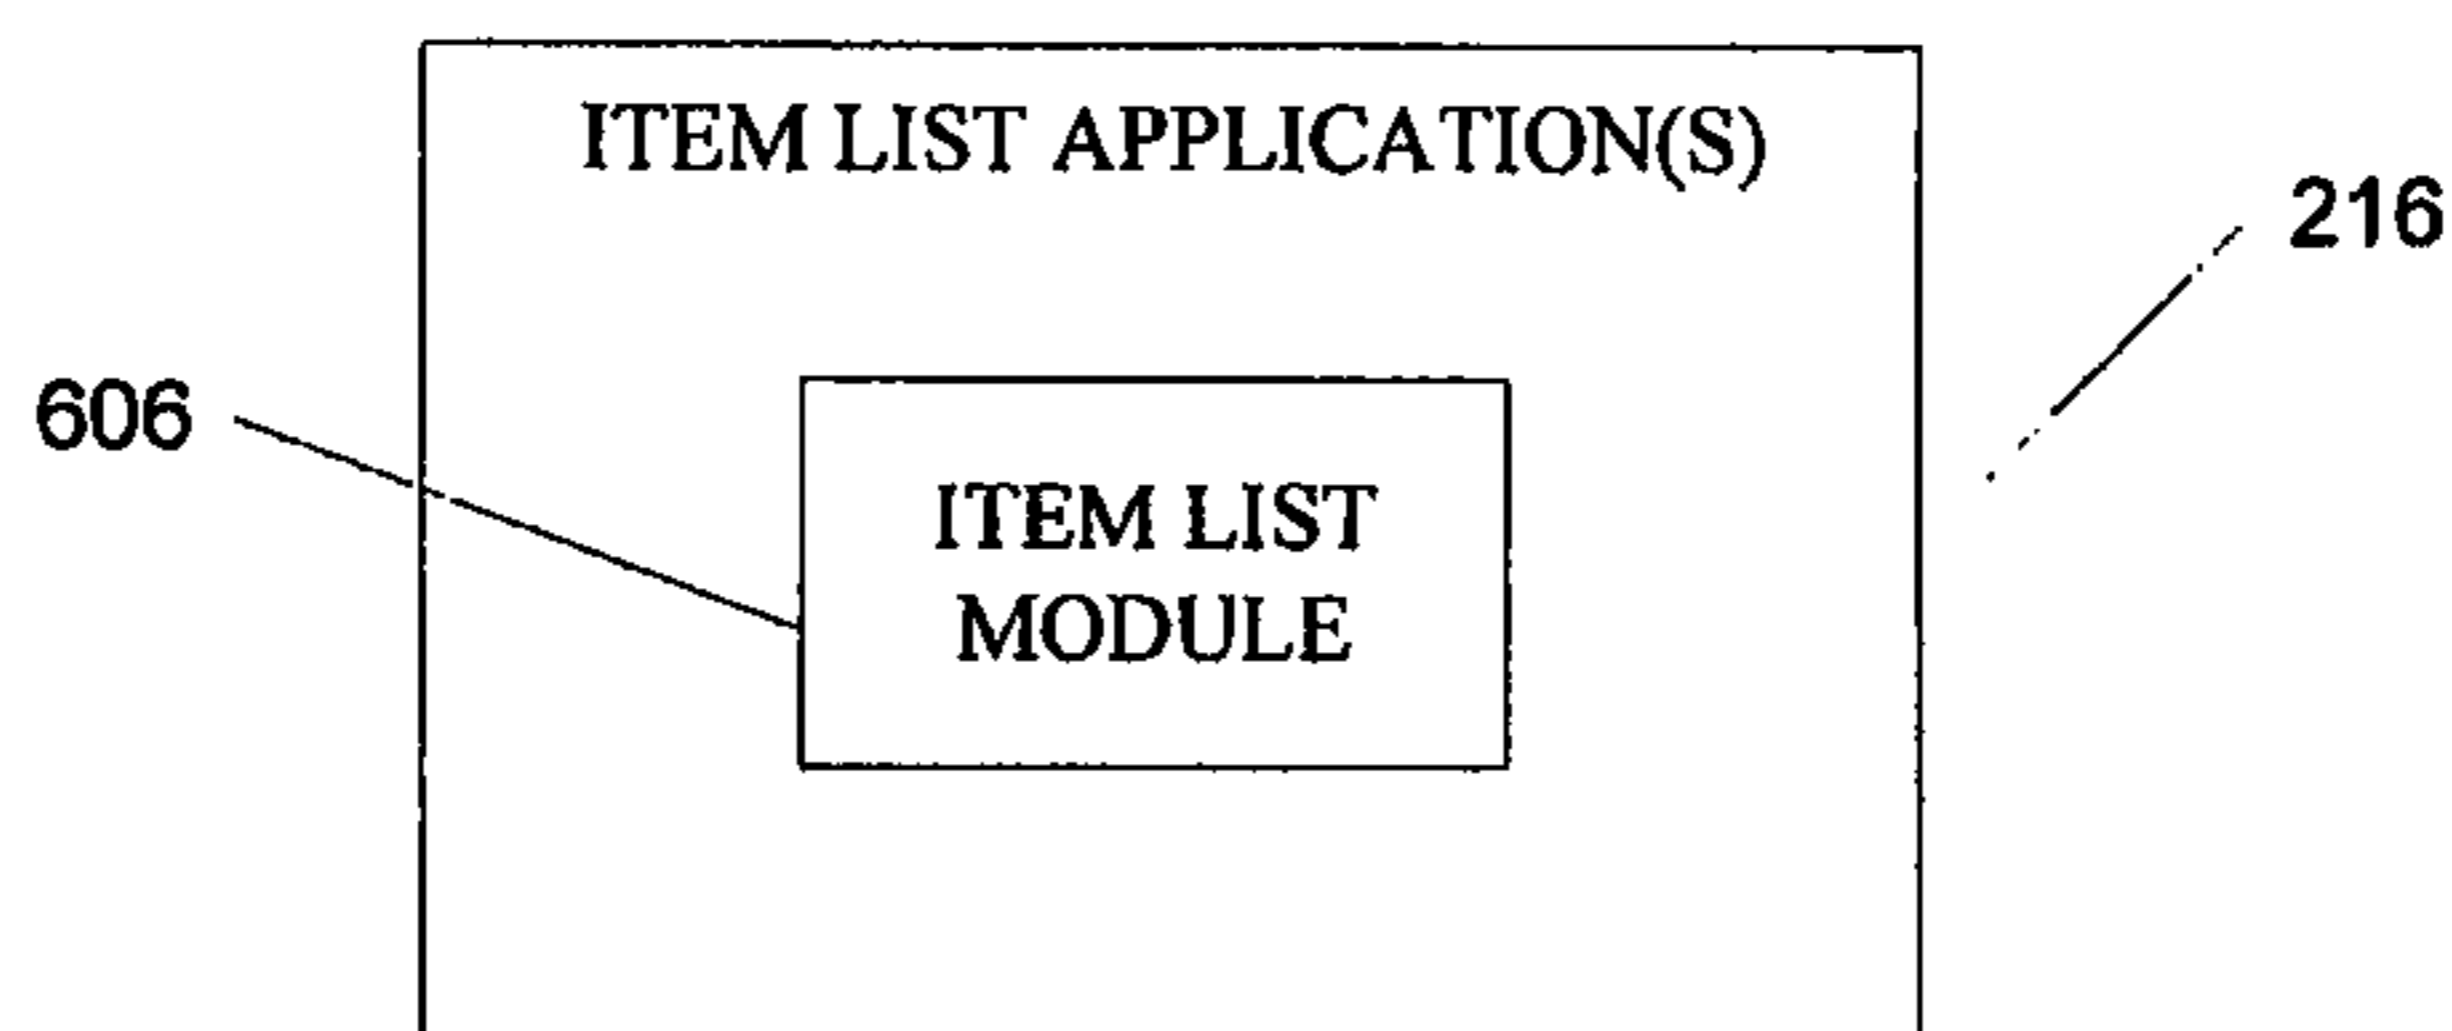 ITEM LIST APPLICATION(S)
216
606
ITEM LIST
MODULE